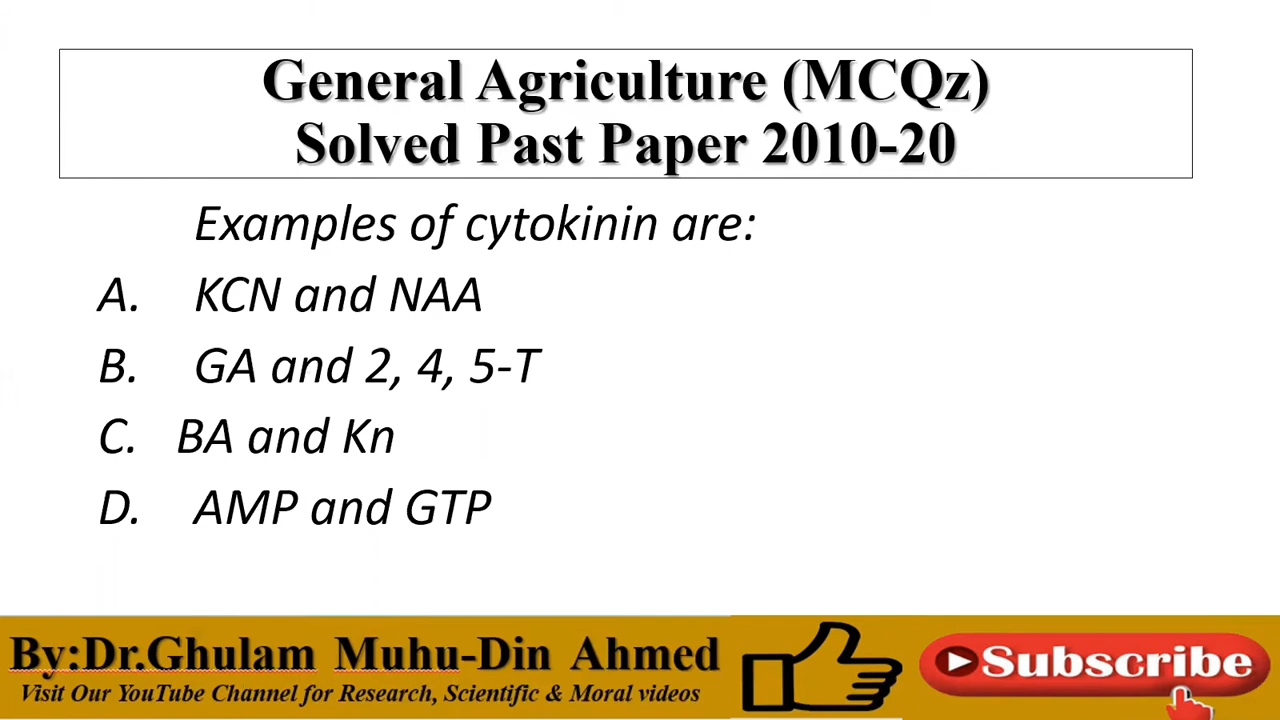 General Agriculture (MCQz)
Solved Past Paper 2010-20
Examples of cytokinin are:
A. KCN and NAA
B. GA and 2, 4, 5-T
C. BA and Kn
D. AMP and GTP
By:Dr.Ghulam Muhu-Din Ahmed
Visit Our YouTube Channel for Research, Scientific & Moral videos
Subscribe